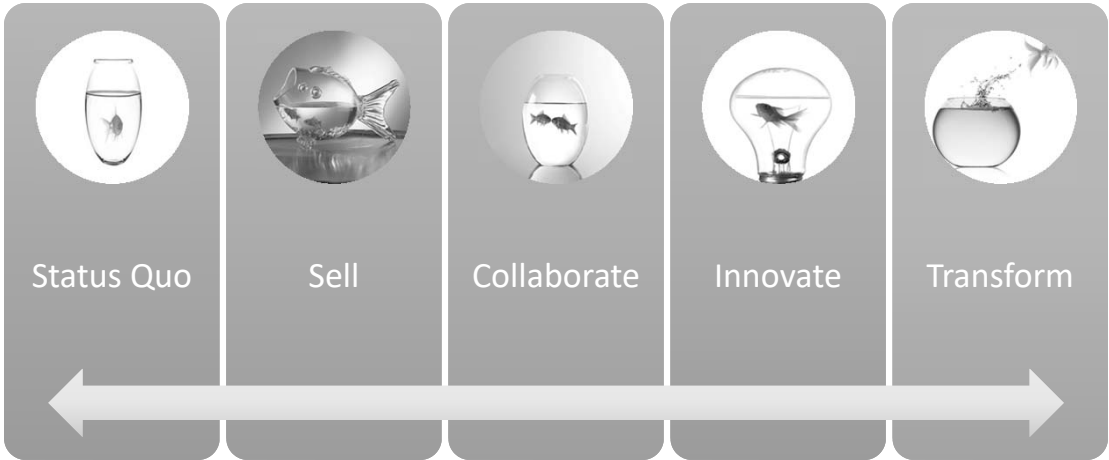 Status Quo
Sell
Collaborate
Innovate
Transform